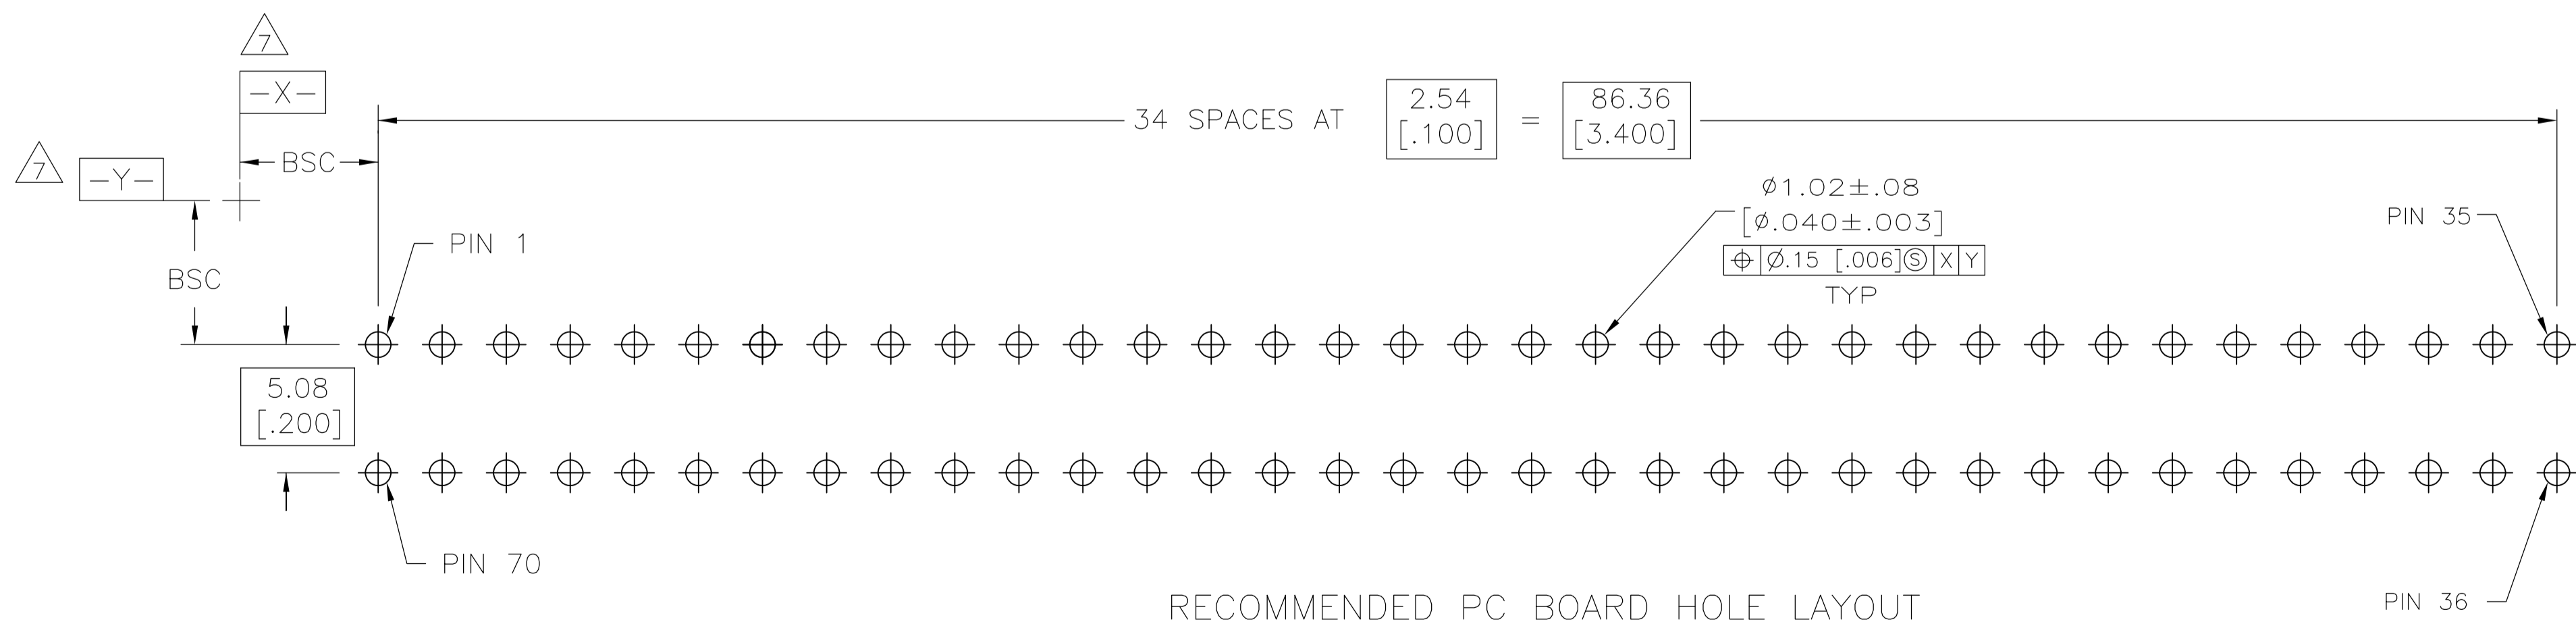 7
-X-
34 SPACES AT 2.54 [.100] = 86.36 [3.400]
7
-Y-
BSC
Ø1.02±.08
[Ø.040±.003]
⌖ Ø.15 [.006]Ⓢ X Y
TYP
PIN 35
PIN 1
BSC
5.08
[.200]
PIN 70
RECOMMENDED PC BOARD HOLE LAYOUT
PIN 36